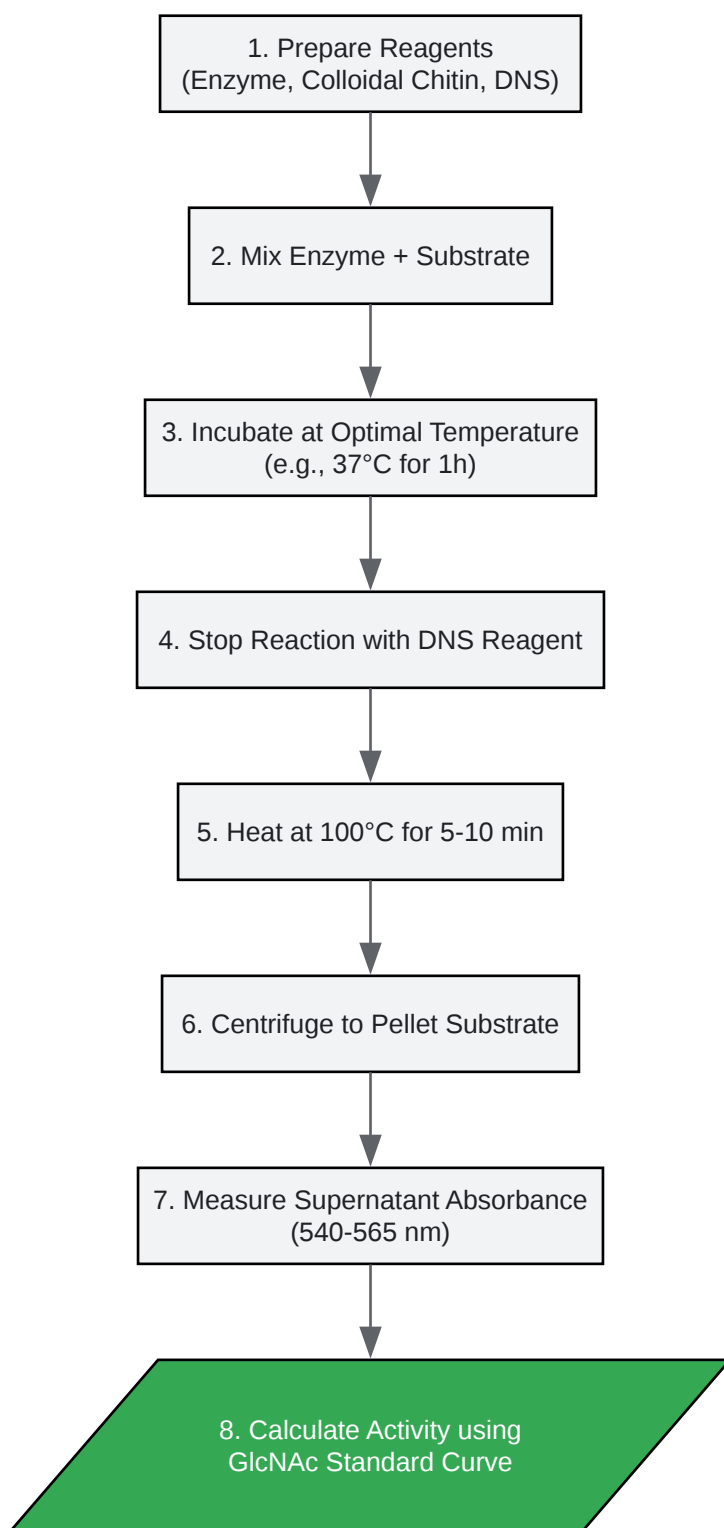 1. Prepare Reagents
(Enzyme, Colloidal Chitin, DNS)
2. Mix Enzyme + Substrate
3. Incubate at Optimal Temperature
(e.g., 37°C for 1h)
4. Stop Reaction with DNS Reagent
5. Heat at 100°C for 5-10 min
6. Centrifuge to Pellet Substrate
7. Measure Supernatant Absorbance
(540-565 nm)
8. Calculate Activity using
GlcNAc Standard Curve